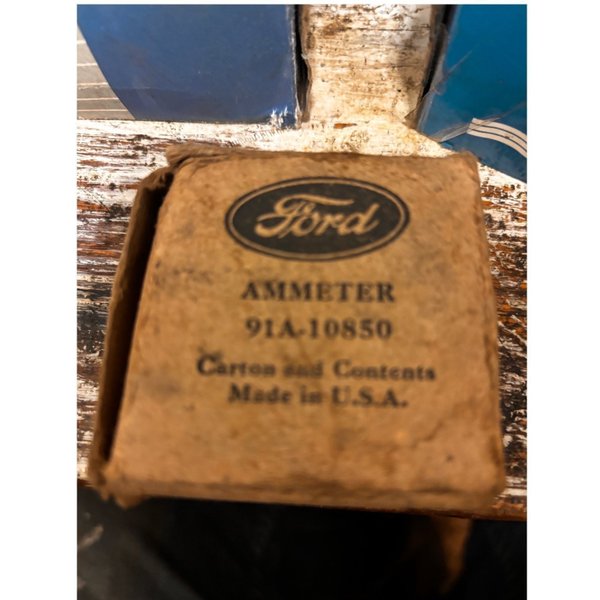 Ford
AMMETER
91A-10850
Carton and Contents
Made in U.S.A.